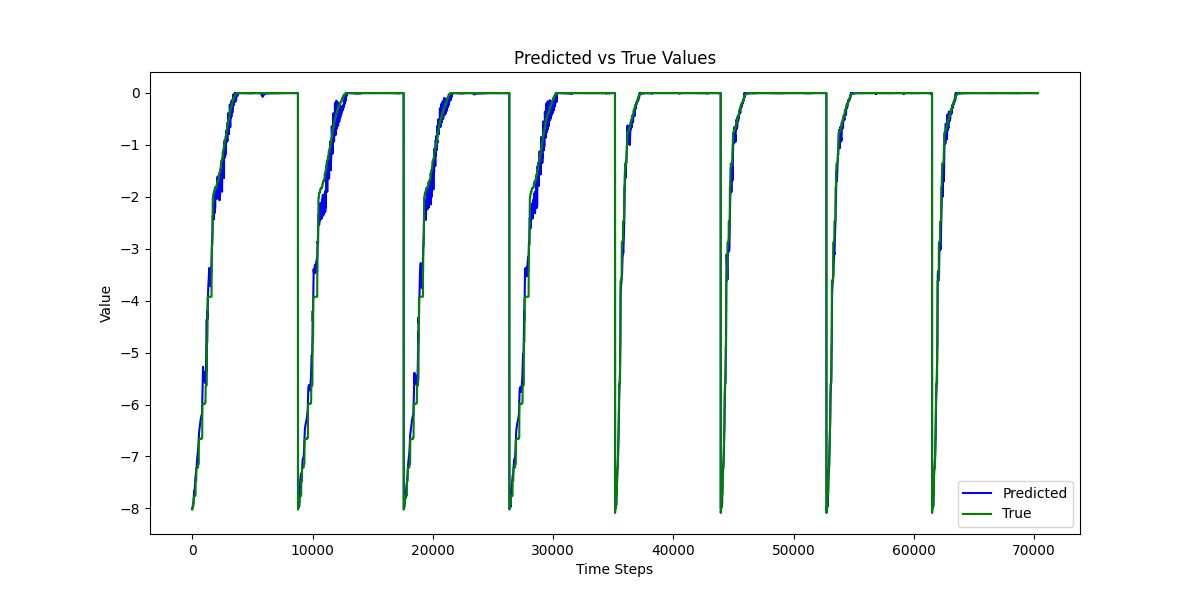 Predicted vs True Values
Value
0
−1
−2
−3
−4
−5
−6
−7
−8
0 10000 20000 30000 40000 50000 60000 70000
Time Steps
Predicted
True